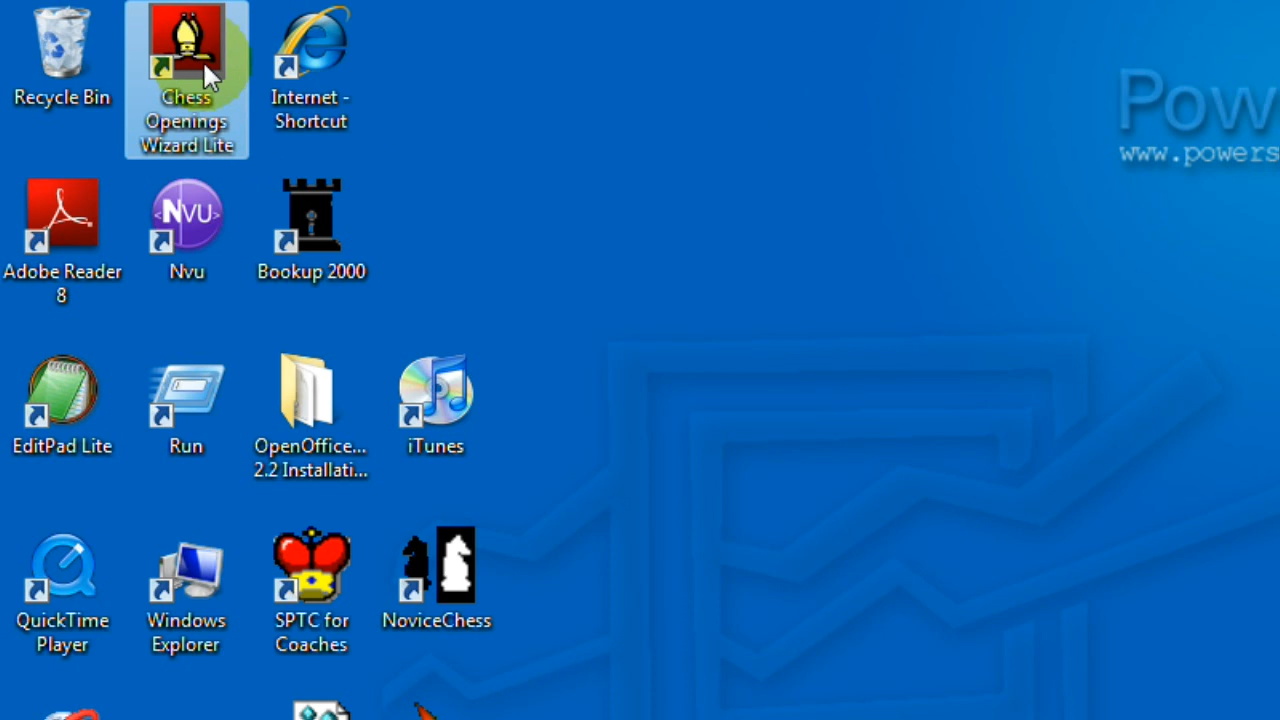 Pow
www.powers
Recycle Bin
Chess
Openings
Wizard Lite
Internet -
Shortcut
Adobe Reader
8
<NVU>
Nvu
Bookup 2000
EditPad Lite
Run
OpenOffice...
2.2 Installati...
iTunes
QuickTime
Player
Windows
Explorer
SPTC for
Coaches
NoviceChess